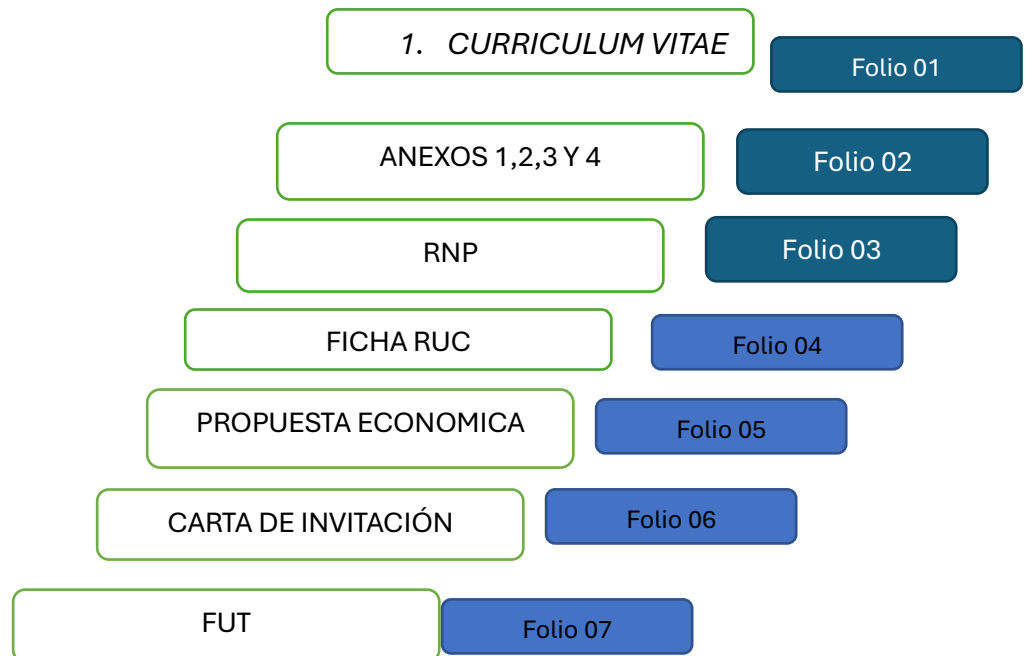 1. CURRICULUM VITAE
Folio 01
ANEXOS 1,2,3 Y 4
Folio 02
RNP
Folio 03
FICHA RUC
Folio 04
PROPUESTA ECONOMICA
Folio 05
CARTA DE INVITACIÓN
Folio 06
FUT
Folio 07